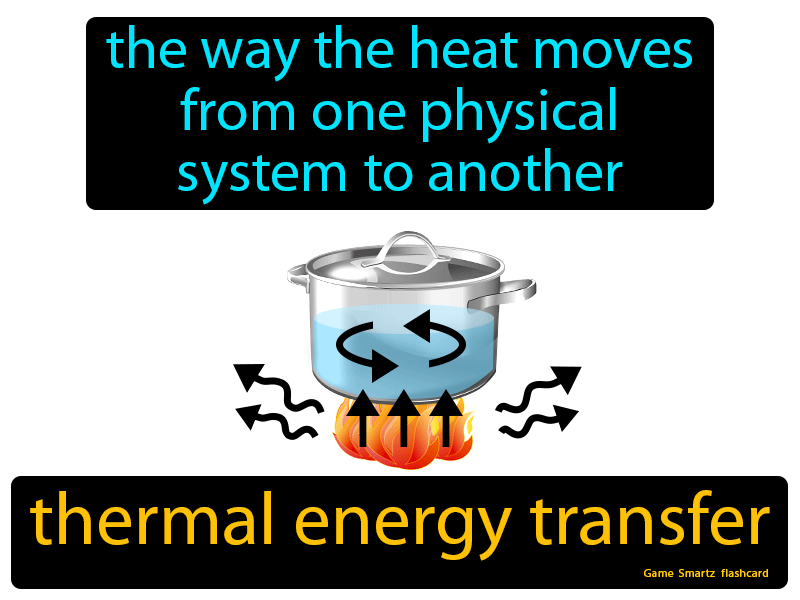 the way the heat moves
from one physical
system to another
thermal energy transfer
Game Smartz flashcard